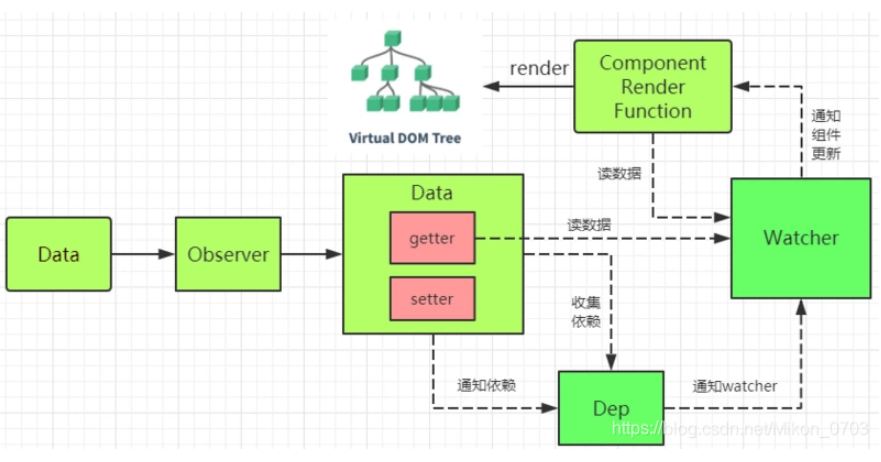 render
Component
Render
Function
Virtual DOM Tree
通知
组件
更新
读数据
Data
getter
setter
读数据
Watcher
Data
Observer
收集
依赖
通知依赖
Dep
通知watcher
https://blog.csdn.net/Mikon_0703